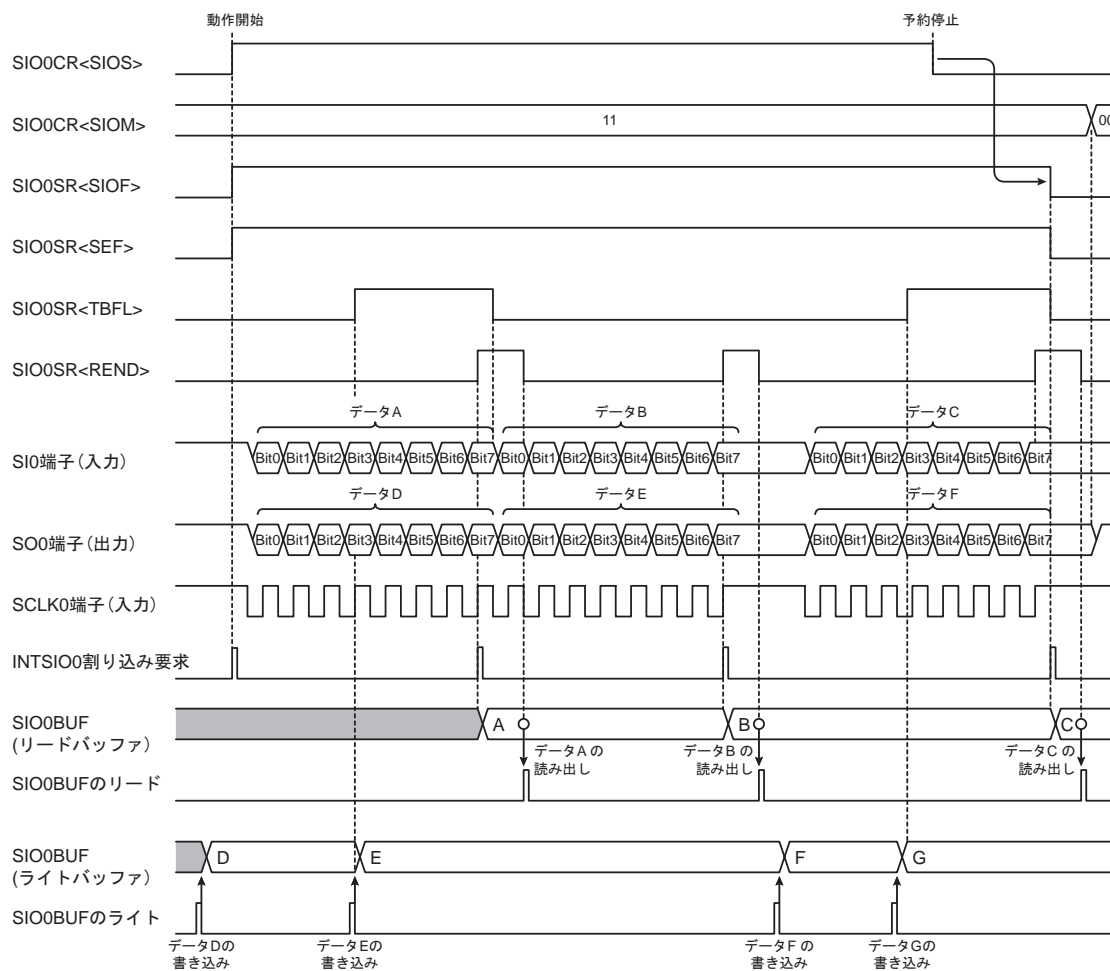 動作開始
予約停止
SIO0CR<SIOS>
SIO0CR<SIOM>
11
00
SIO0SR<SIOF>
SIO0SR<SEF>
SIO0SR<TBFL>
SIO0SR<REND>
データA
データB
データC
SI0端子(入力)
Bit0 Bit1 Bit2 Bit3 Bit4 Bit5 Bit6 Bit7 Bit0 Bit1 Bit2 Bit3 Bit4 Bit5 Bit6 Bit7 Bit0 Bit1 Bit2 Bit3 Bit4 Bit5 Bit6 Bit7
データD
データE
データF
SO0端子(出力)
Bit0 Bit1 Bit2 Bit3 Bit4 Bit5 Bit6 Bit7 Bit0 Bit1 Bit2 Bit3 Bit4 Bit5 Bit6 Bit7 Bit0 Bit1 Bit2 Bit3 Bit4 Bit5 Bit6 Bit7
SCLK0端子(入力)
INTSIO0割り込み要求
SIO0BUF
(リードバッファ)
A
B
C
データA の
読み出し
データB の
読み出し
データC の
読み出し
SIO0BUFのリード
SIO0BUF
(ライトバッファ)
D
E
F
G
SIO0BUFのライト
データDの
書き込み
データEの
書き込み
データF の
書き込み
データGの
書き込み